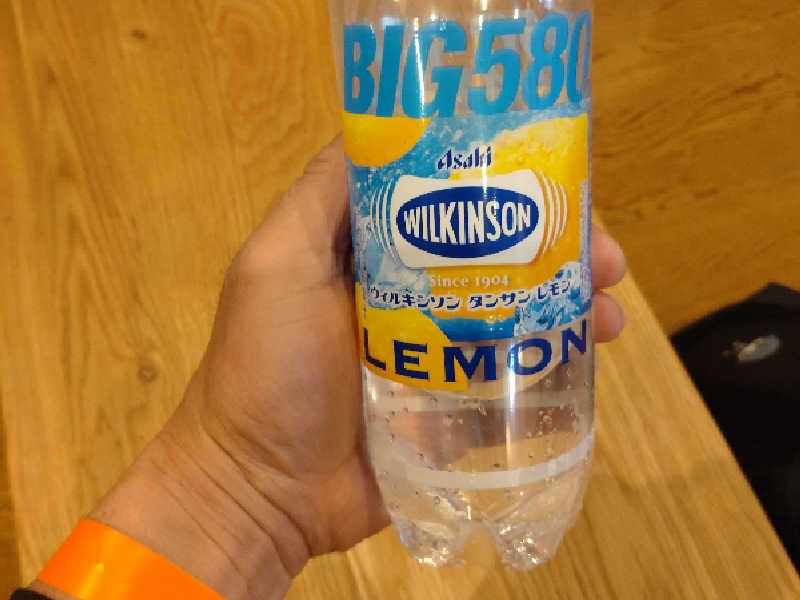 BIG580
Asahi
WILKINSON
Since 1904
ウィルキンソン タンサン レモン
LEMON